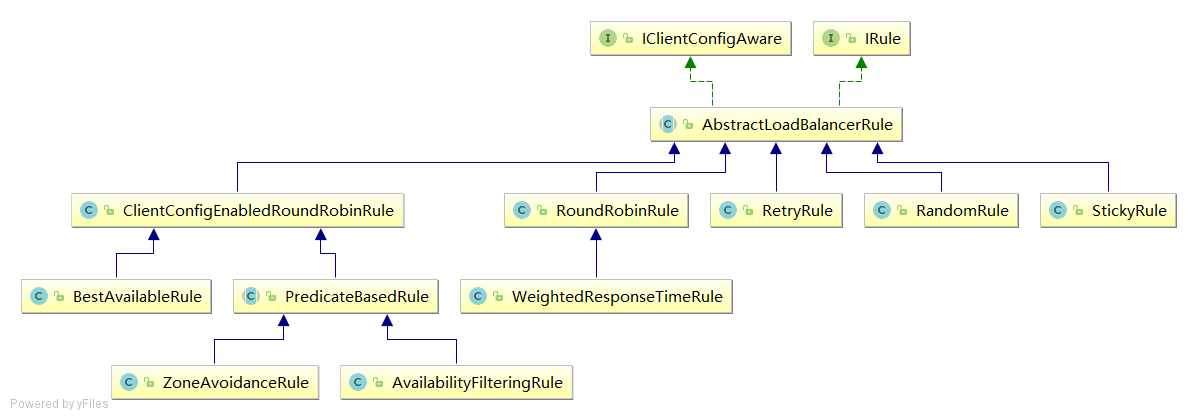 IClientConfigAware
IRule
AbstractLoadBalancerRule
ClientConfigEnabledRoundRobinRule
RoundRobinRule
RetryRule
RandomRule
StickyRule
BestAvailableRule
PredicateBasedRule
WeightedResponseTimeRule
ZoneAvoidanceRule
AvailabilityFilteringRule
Powered by yFiles